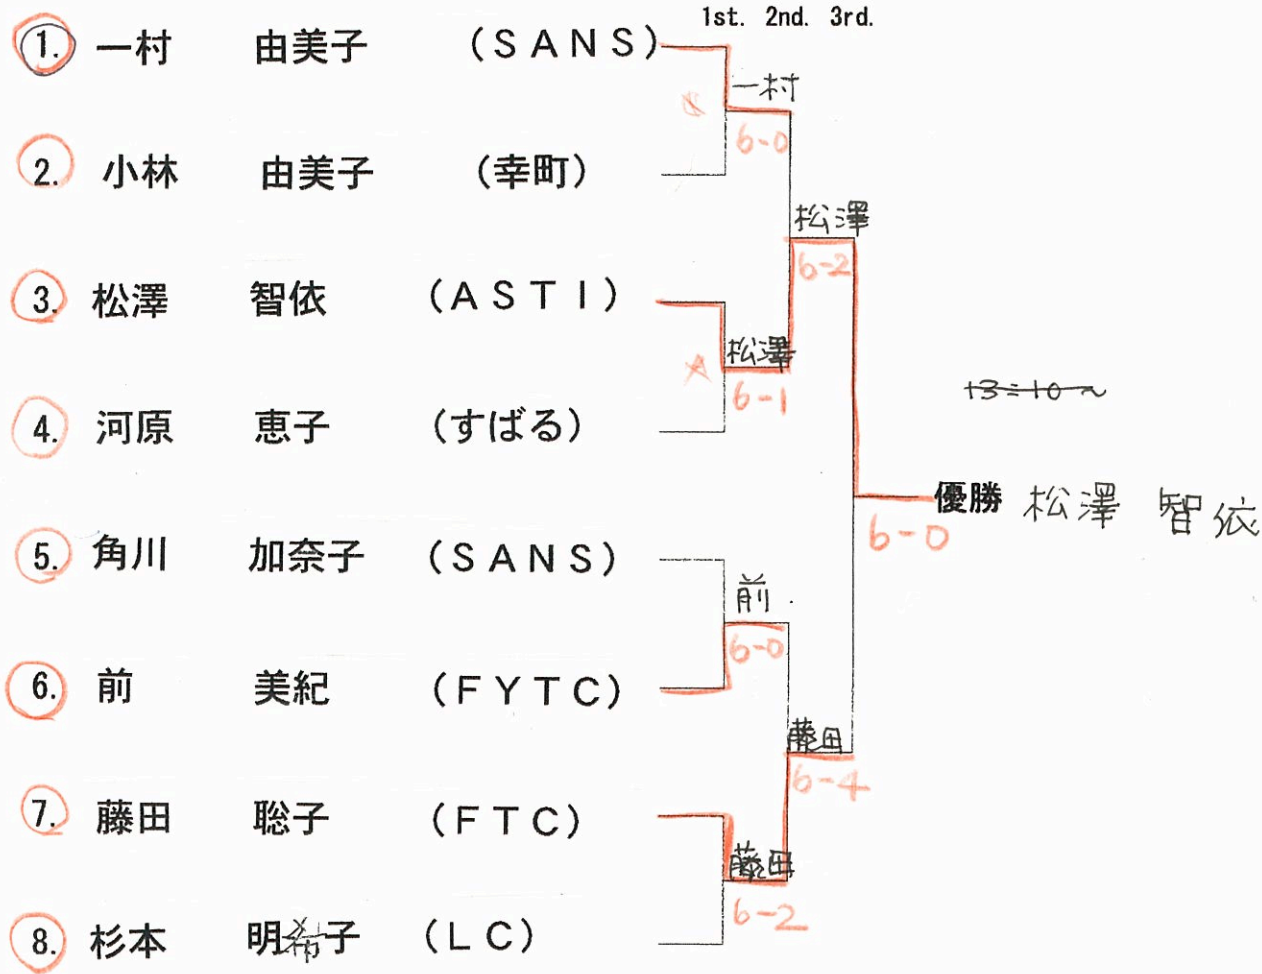 1st. 2nd. 3rd.
1. 一村 由美子 (SANS)
一村
6-0
2. 小林 由美子 (幸町)
松澤
6-2
3. 松澤 智依 (ASTI)
松澤
6-1
4. 河原 恵子 (すばる)
13=10~
優勝 松澤 智依
6-0
5. 角川 加奈子 (SANS)
前
6-0
6. 前 美紀 (FYTC)
藤田
6-4
7. 藤田 聡子 (FTC)
藤田
6-2
8. 杉本 明希子 (LC)